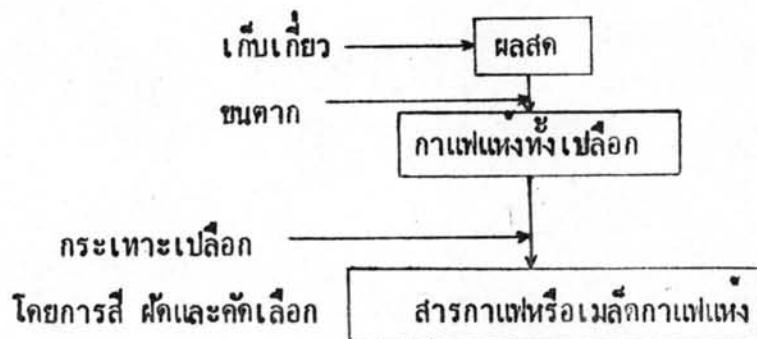 เก็บเกี่ยว
ผลสด
ขนตาก
กาแฟแห้งทั้งเปลือก
กระเทาะเปลือก
โดยการสี ฝัดและคัดเลือก
สารกาแฟหรือเมล็ดกาแฟแห้ง